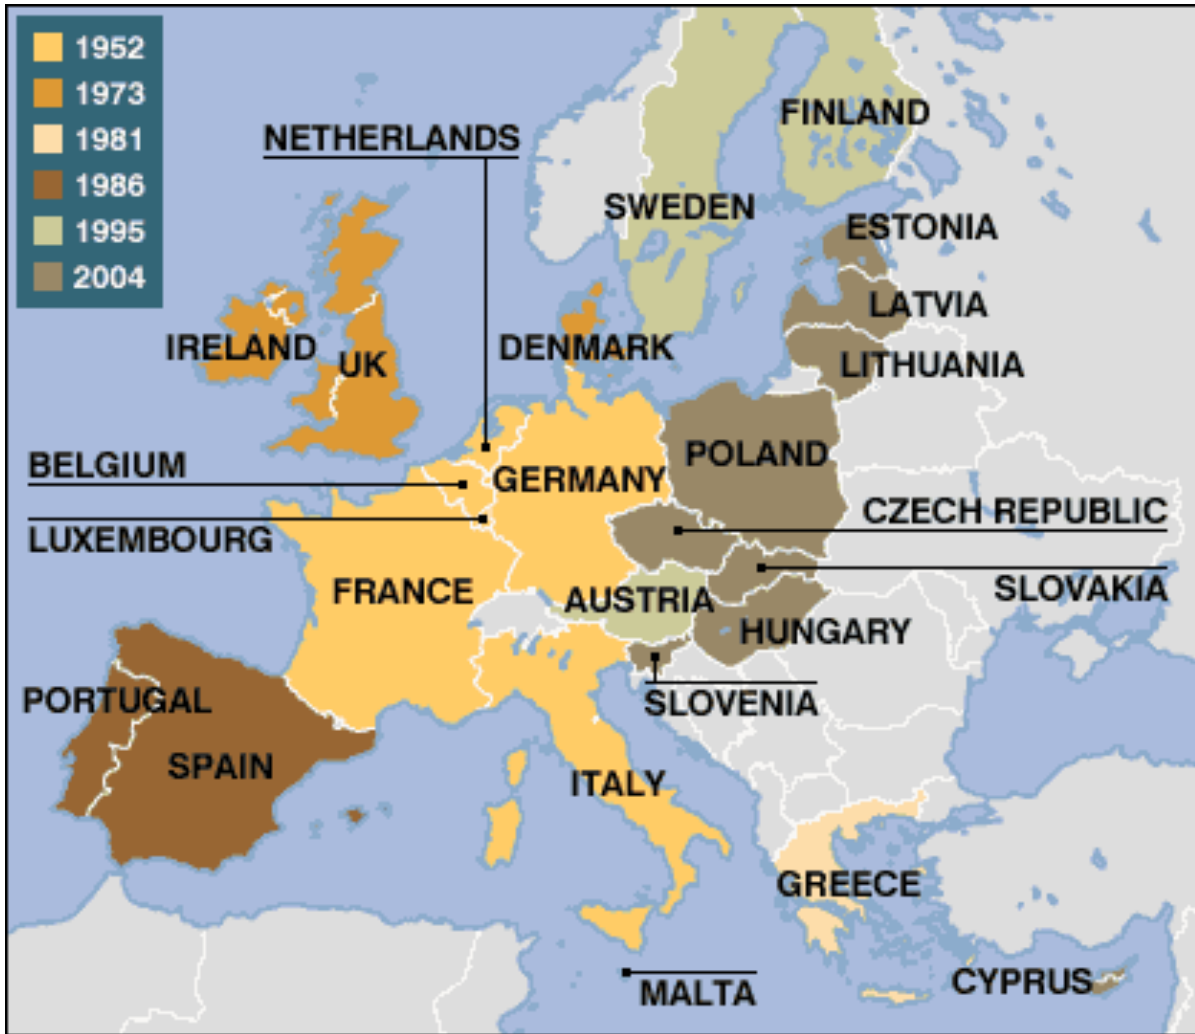 1952
1973
1981
1986
1995
2004
NETHERLANDS
FINLAND
SWEDEN
ESTONIA
LATVIA
IRELAND
UK
DENMARK
LITHUANIA
BELGIUM
GERMANY
POLAND
LUXEMBOURG
CZECH REPUBLIC
FRANCE
AUSTRIA
SLOVAKIA
HUNGARY
PORTUGAL
SLOVENIA
SPAIN
ITALY
GREECE
MALTA
CYPRUS